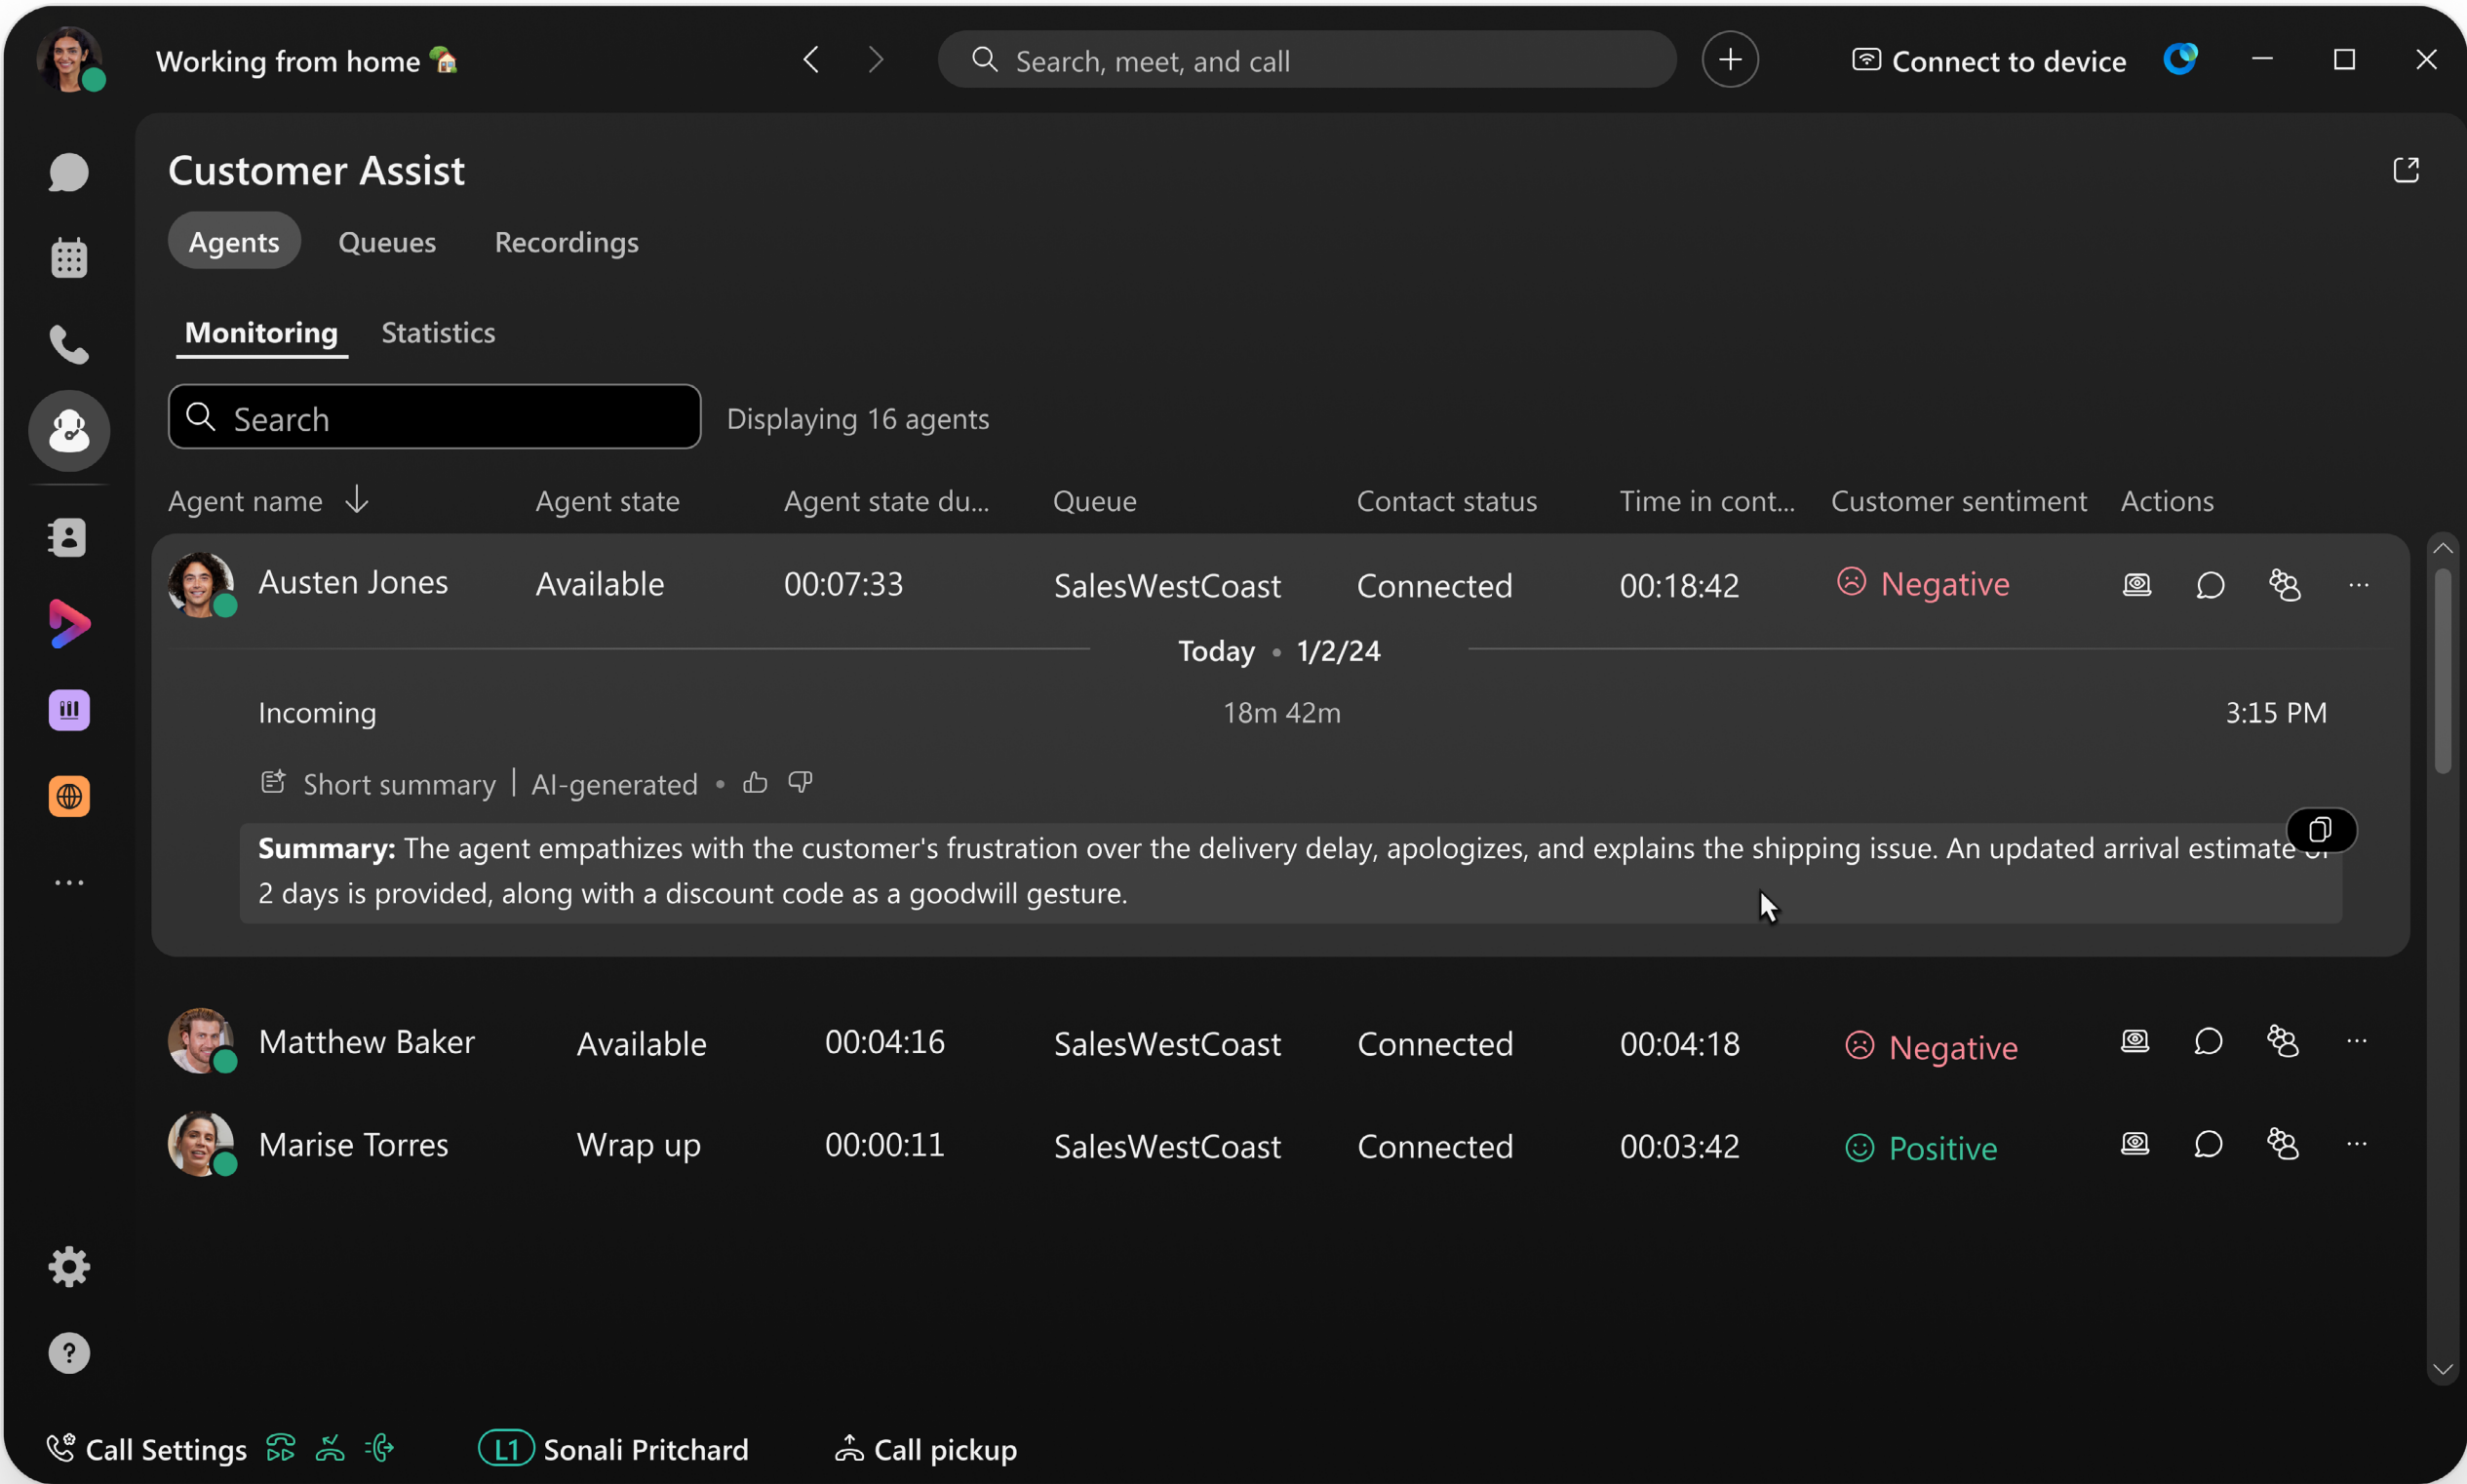 Working from home
Search, meet, and call
Connect to device
Customer Assist
Agents Queues Recordings
Monitoring Statistics
Search
Displaying 16 agents
Agent name Agent state Agent state du... Queue Contact status Time in cont... Customer sentiment Actions
Austen Jones Available 00:07:33 SalesWestCoast Connected 00:18:42 Negative
Today • 1/2/24
Incoming 18m 42m 3:15 PM
Short summary | AI-generated •
Summary: The agent empathizes with the customer's frustration over the delivery delay, apologizes, and explains the shipping issue. An updated arrival estimate
2 days is provided, along with a discount code as a goodwill gesture.
Matthew Baker Available 00:04:16 SalesWestCoast Connected 00:04:18 Negative
Marise Torres Wrap up 00:00:11 SalesWestCoast Connected 00:03:42 Positive
Call Settings L1 Sonali Pritchard Call pickup